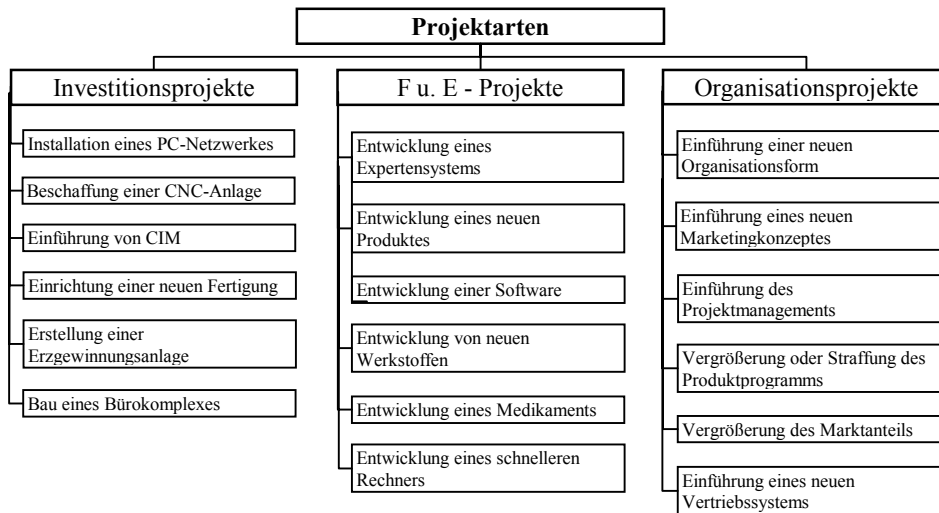 Projektarten
Investitionsprojekte
Installation eines PC-Netzwerkes
Beschaffung einer CNC-Anlage
Einführung von CIM
Einrichtung einer neuen Fertigung
Erstellung einer
Erzgewinnungsanlage
Bau eines Bürokomplexes
F u. E - Projekte
Entwicklung eines
Expertensystems
Entwicklung eines neuen
Produktes
Entwicklung einer Software
Entwicklung von neuen
Werkstoffen
Entwicklung eines Medikaments
Entwicklung eines schnelleren
Rechners
Organisationsprojekte
Einführung einer neuen
Organisationsform
Einführung eines neuen
Marketingkonzeptes
Einführung des
Projektmanagements
Vergrößerung oder Straffung des
Produktprogramms
Vergrößerung des Marktanteils
Einführung eines neuen
Vertriebssystems